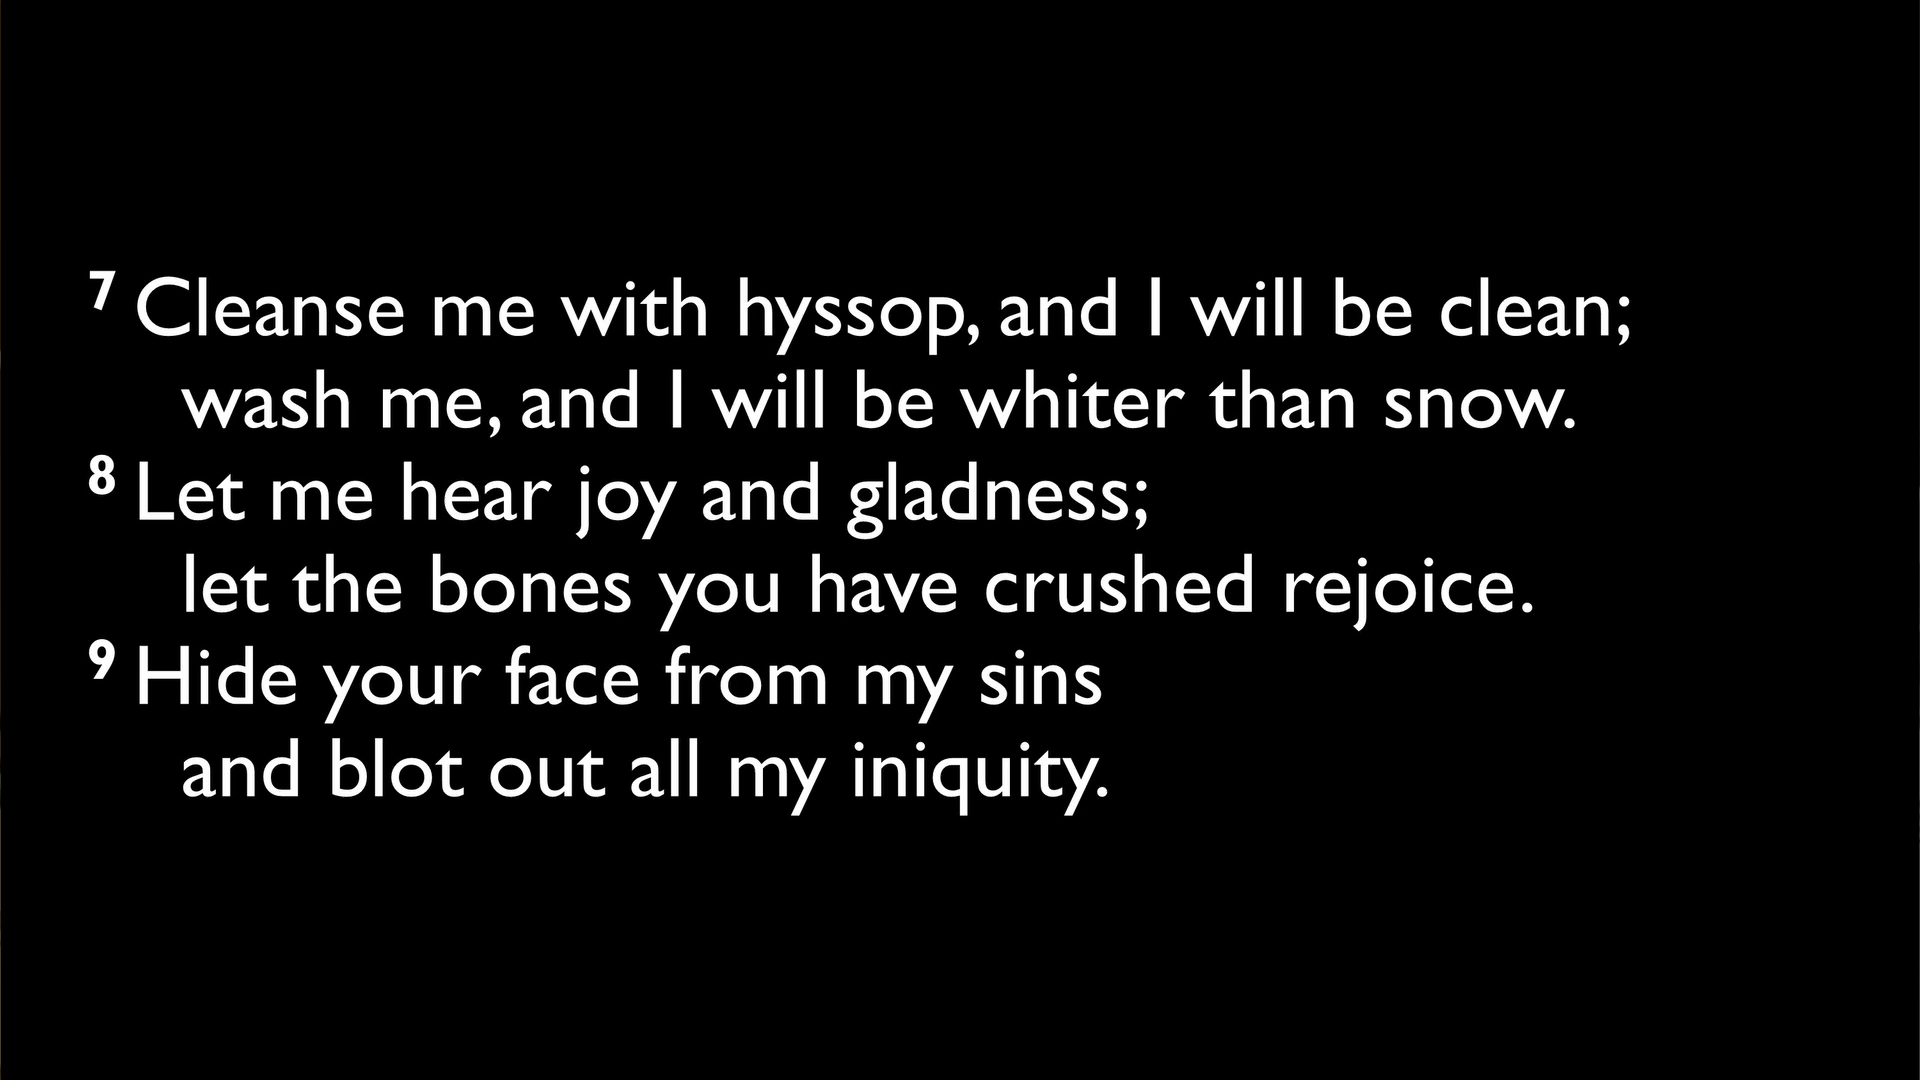 7 Cleanse me with hyssop, and I will be clean;
wash me, and I will be whiter than snow.
8 Let me hear joy and gladness;
let the bones you have crushed rejoice.
9 Hide your face from my sins
and blot out all my iniquity.